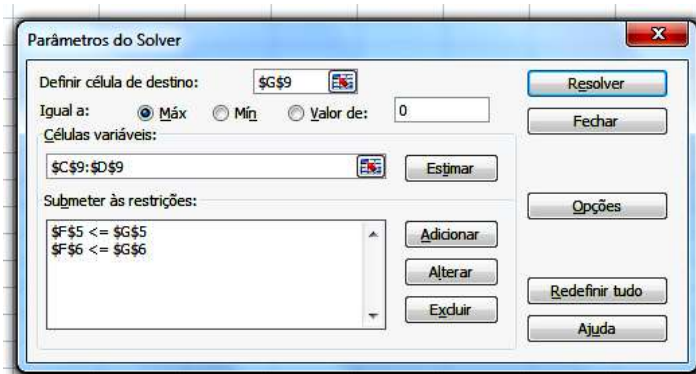 Parâmetros do Solver
X
Definir célula de destino: $G$9
Resolver
Igual a: Máx Mín Valor de: 0
Fechar
Células variáveis:
$C$9:$D$9
Estimar
Submeter às restrições:
Opções
$F$5 <= $G$5
$F$6 <= $G$6
Adicionar
Alterar
Redefinir tudo
Excluir
Ajuda